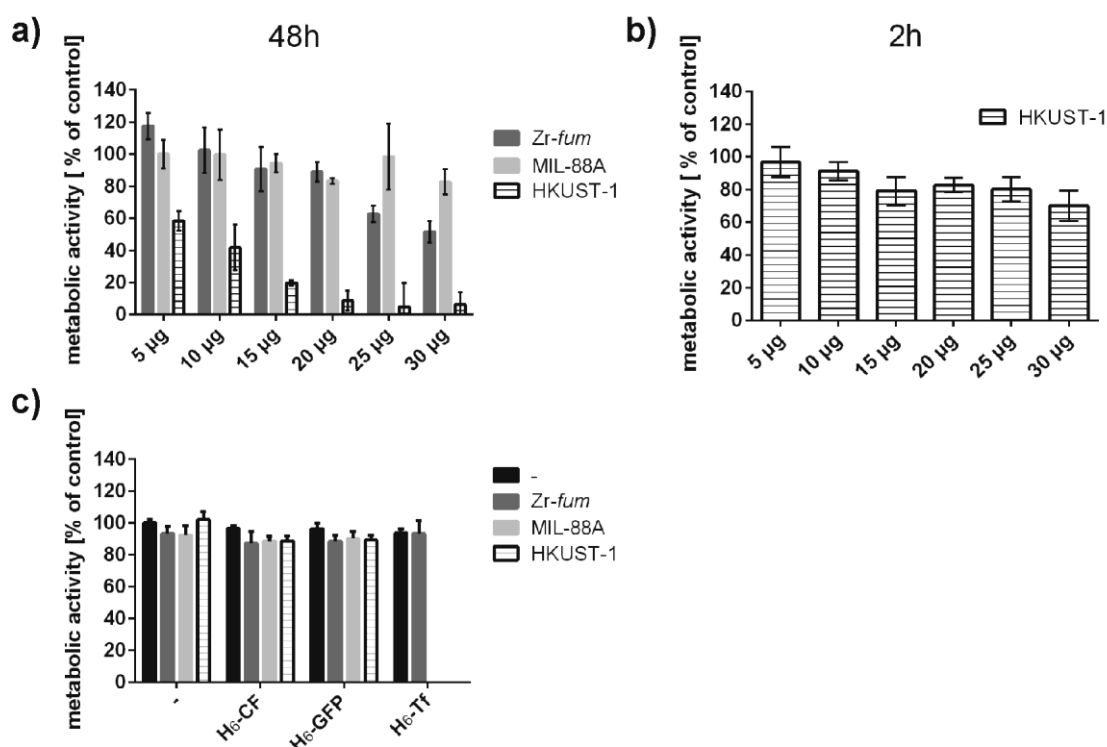 a)
48h
metabolic activity [ % of control]
140
120
100
80
60
40
20
0
5 µg
10 µg
15 µg
20 µg
25 µg
30 µg
Zr-fum
MIL-88A
HKUST-1
b)
2h
metabolic activity [ % of control]
140
120
100
80
60
40
20
0
5 µg
10 µg
15 µg
20 µg
25 µg
30 µg
HKUST-1
c)
metabolic activity [% of control]
140
120
100
80
60
40
20
0
-
H6-CF
H6-GFP
H6-Tf
-
Zr-fum
MIL-88A
HKUST-1